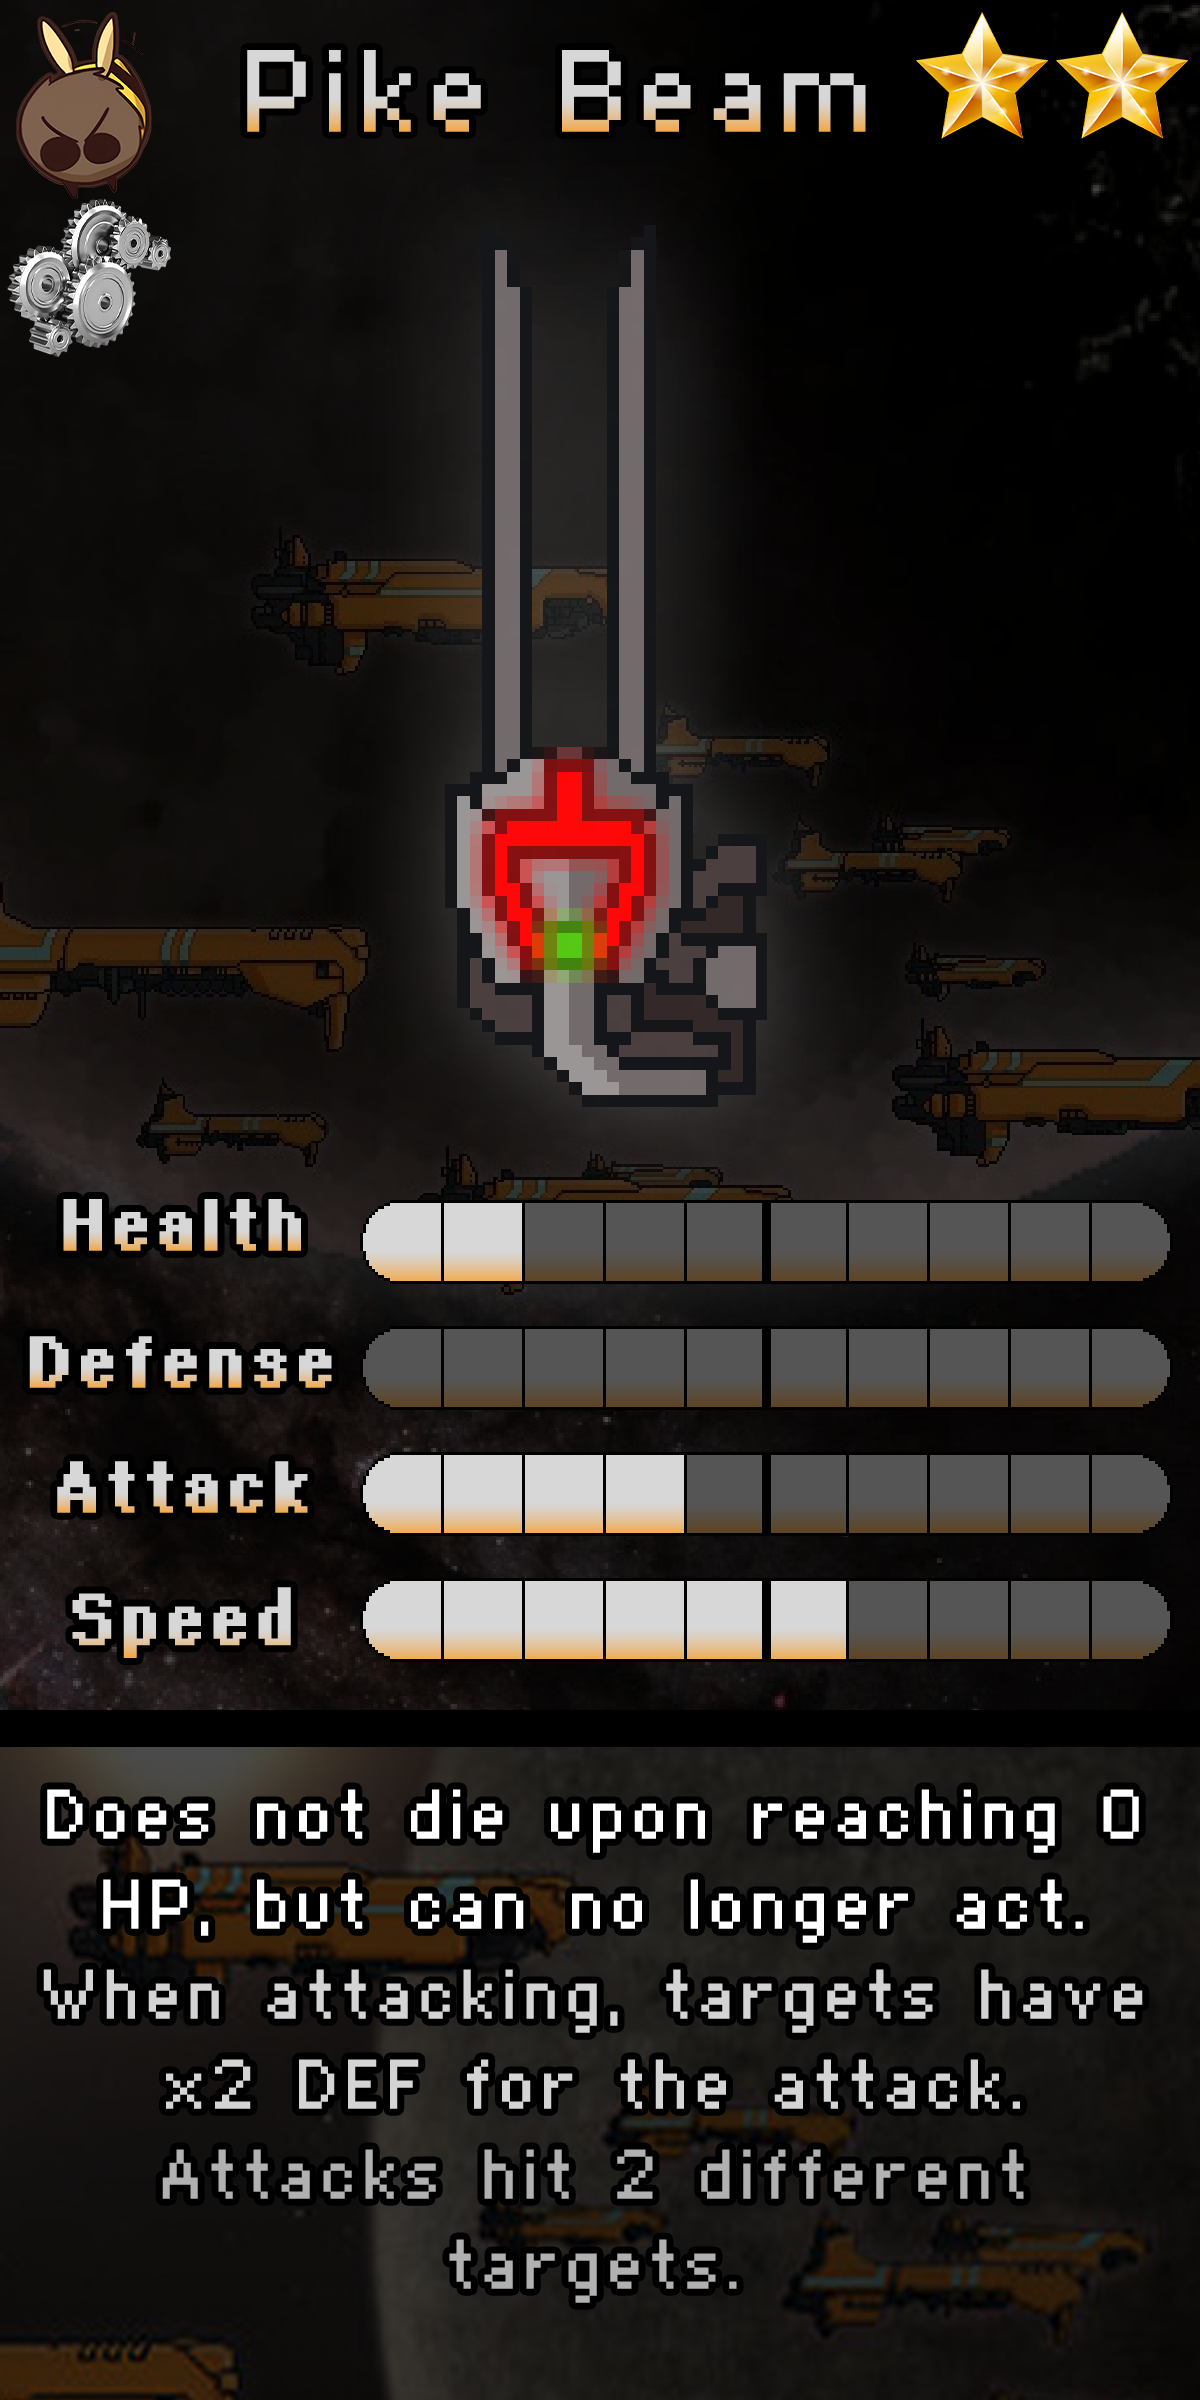 Pike Beam
Health
Defense
Attack
Speed
Does not die upon reaching 0
HP, but can no longer act.
When attacking, targets have
x2 DEF for the attack.
Attacks hit 2 different
targets.